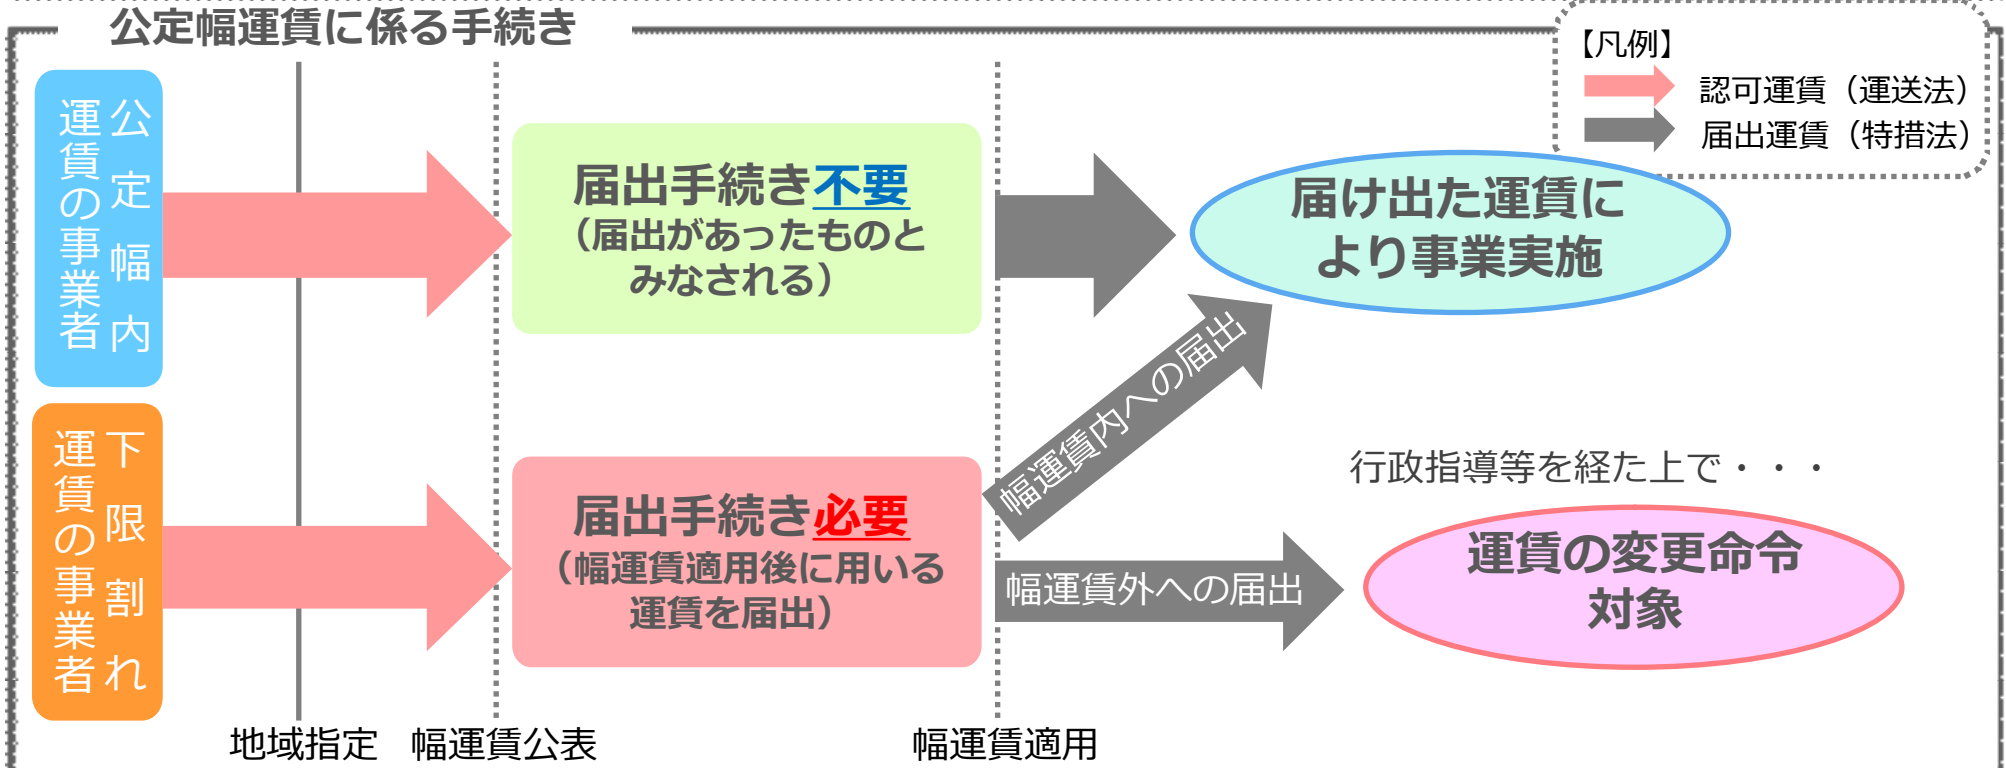 公定幅運賃に係る手続き
【凡例】
認可運賃（運送法）
届出運賃（特措法）
公定幅内
運賃の事業者
届出手続き不要
（届出があったものと
みなされる）
届け出た運賃に
より事業実施
幅運賃内への届出
下限割れ
運賃の事業者
届出手続き必要
（幅運賃適用後に用いる
運賃を届出）
幅運賃外への届出
行政指導等を経た上で・・・
運賃の変更命令
対象
地域指定
幅運賃公表
幅運賃適用